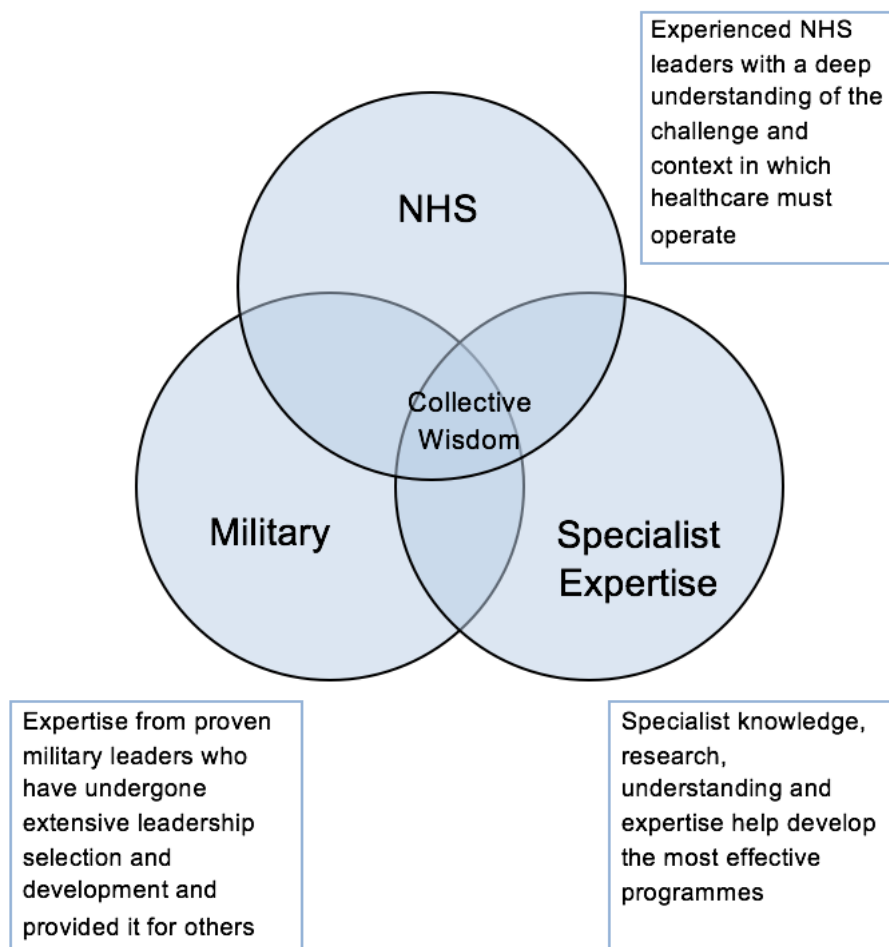 Experienced NHS
leaders with a deep
understanding of the
challenge and
context in which
healthcare must
operate
NHS
Collective
Wisdom
Military
Specialist
Expertise
Expertise from proven
military leaders who
have undergone
extensive leadership
selection and
development and
provided it for others
Specialist knowledge,
research,
understanding and
expertise help develop
the most effective
programmes